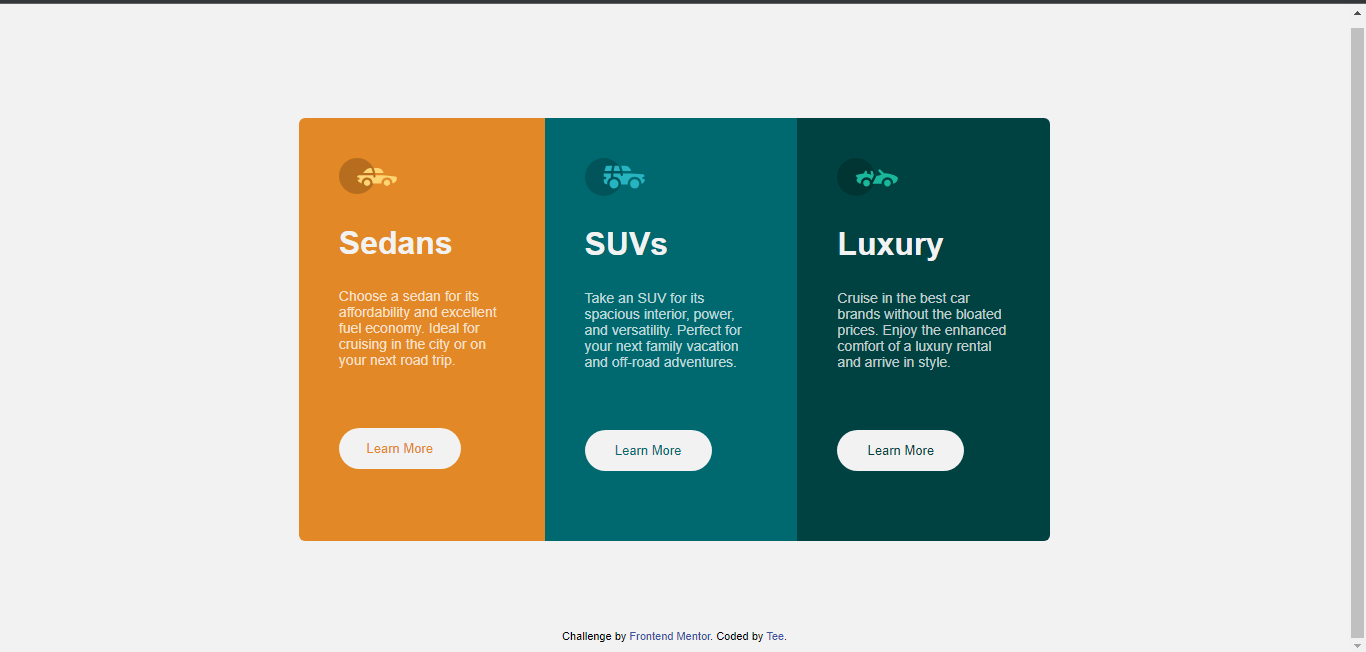 Sedans
Choose a sedan for its
affordability and excellent
fuel economy. Ideal for
cruising in the city or on
your next road trip.
Learn More
SUVs
Take an SUV for its
spacious interior, power,
and versatility. Perfect for
your next family vacation
and off-road adventures.
Learn More
Luxury
Cruise in the best car
brands without the bloated
prices. Enjoy the enhanced
comfort of a luxury rental
and arrive in style.
Learn More
Challenge by Frontend Mentor. Coded by Tee.